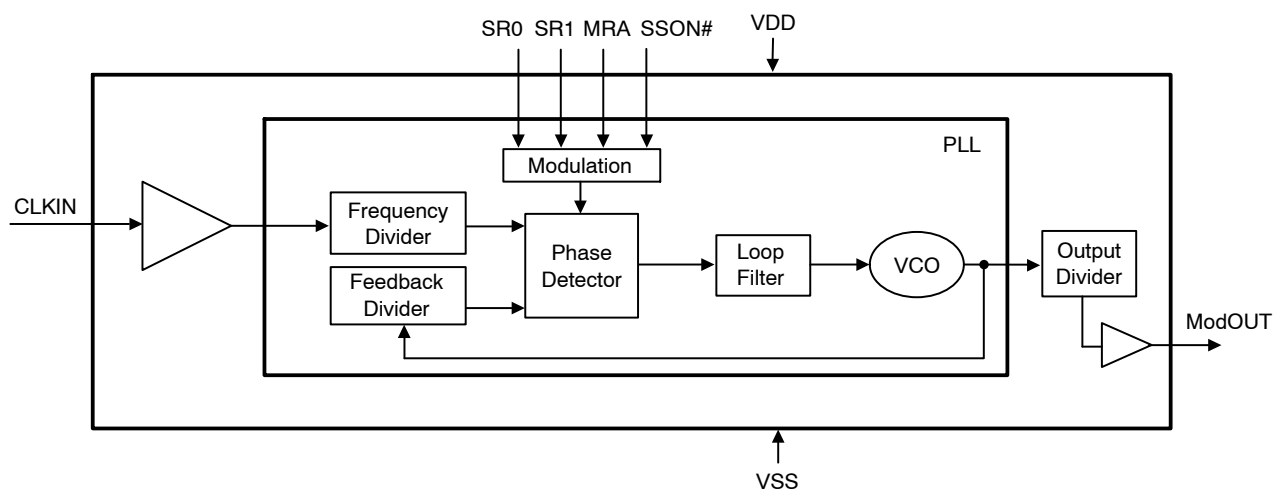 SR0 SR1 MRA SSON#
VDD
PLL
Modulation
CLKIN
Frequency
Divider
Feedback
Divider
Phase
Detector
Loop
Filter
VCO
Output
Divider
ModOUT
VSS